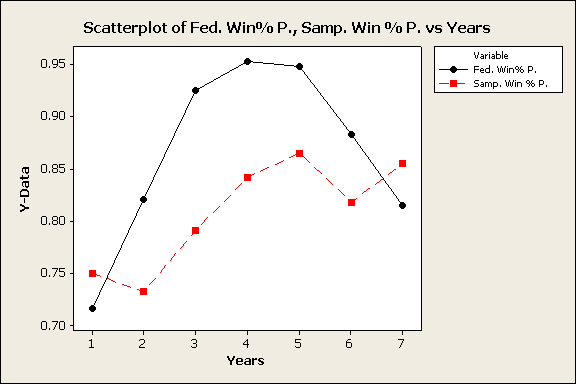 Scatterplot of Fed. Win% P., Samp. Win % P. vs Years
Variable
Fed. Win% P.
Samp. Win % P.
Y-Data
0.95
0.90
0.85
0.80
0.75
0.70
1 2 3 4 5 6 7
Years